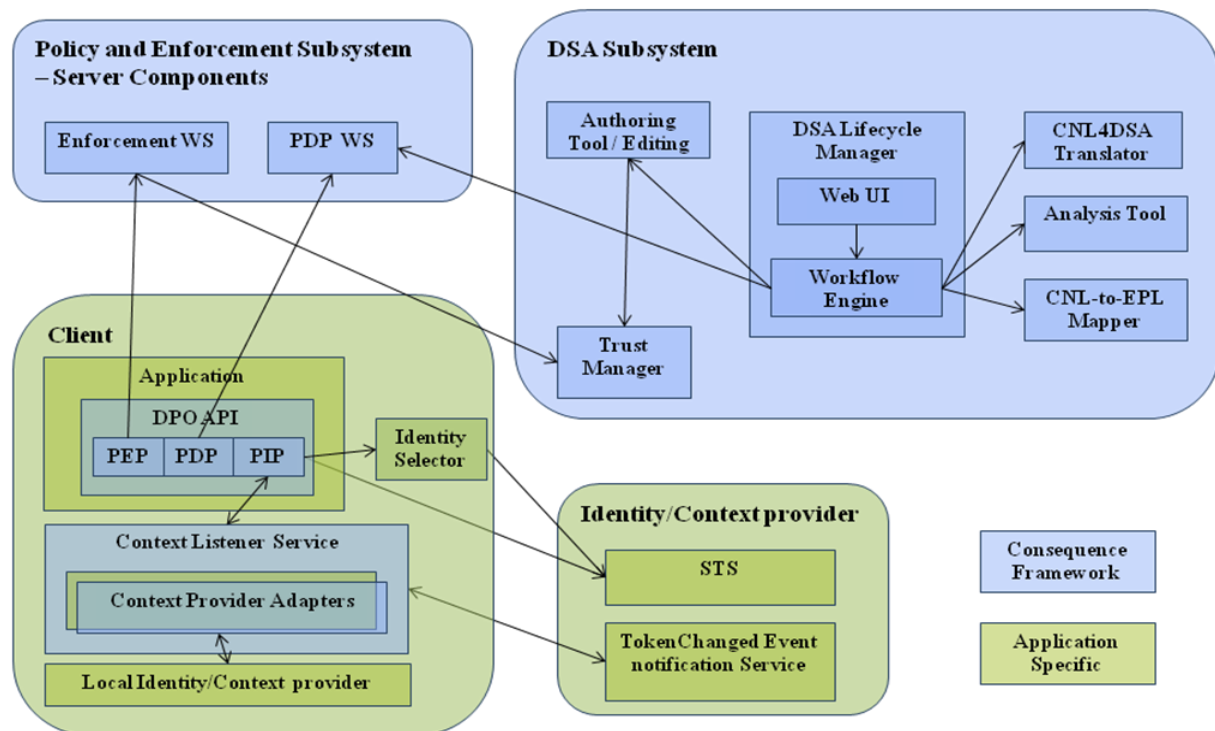 Policy and Enforcement Subsystem
– Server Components
Enforcement WS
PDP WS
DSA Subsystem
Authoring
Tool / Editing
DSA Lifecycle
Manager
Web UI
Workflow
Engine
CNL4DSA
Translator
Analysis Tool
CNL-to-EPL
Mapper
Trust
Manager
Client
Application
DPO API
PEP
PDP
PIP
Identity
Selector
Context Listener Service
Context Provider Adapters
Local Identity/Context provider
Identity/Context provider
STS
TokenChanged Event
notification Service
Consequence
Framework
Application
Specific